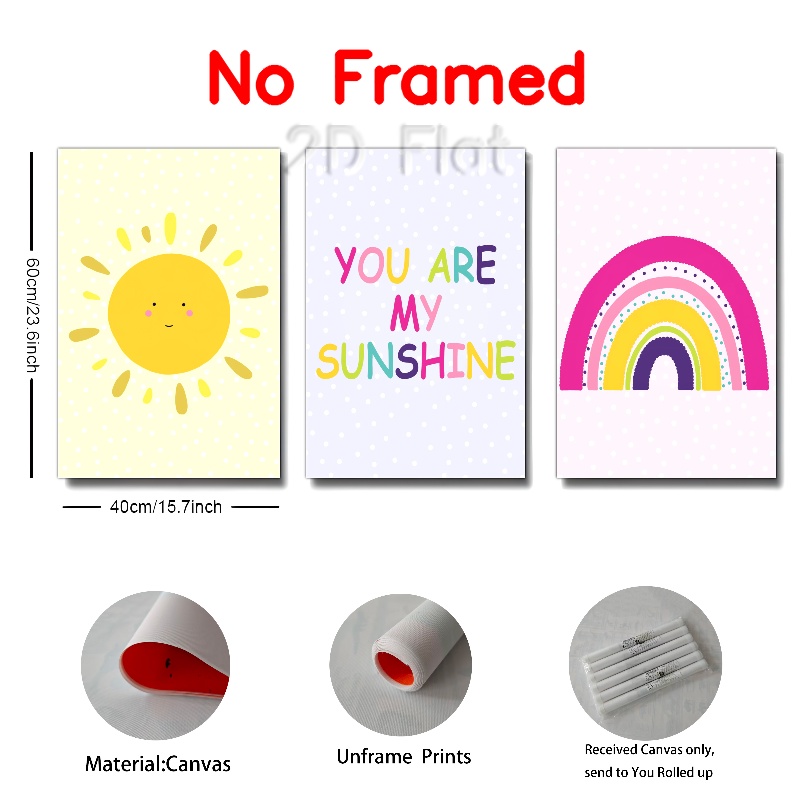 No Framed
2D Flat
60cm/23.6inch
YOU ARE
MY
SUNSHINE
40cm/15.7inch
Material:Canvas
Unframe Prints
Received Canvas only,
send to You Rolled up